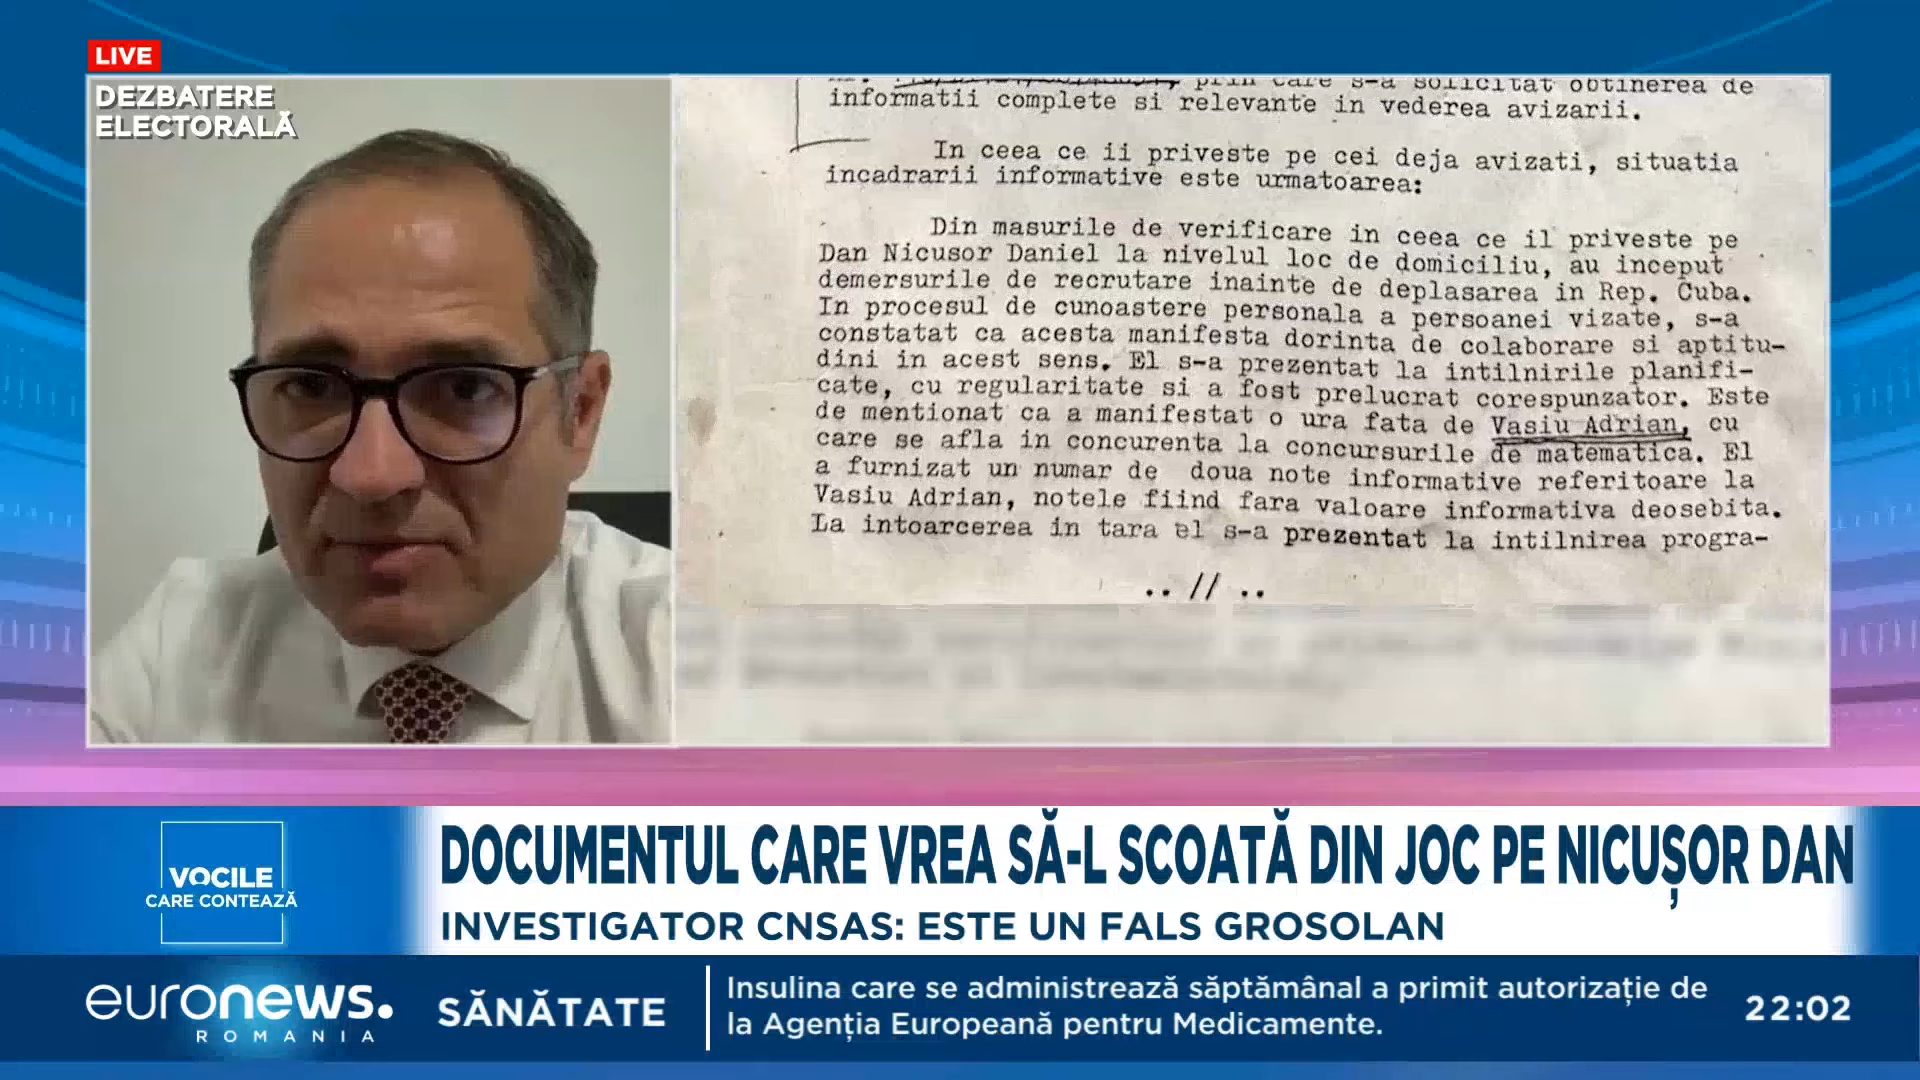 LIVE
DEZBATERE
ELECTORALĂ
prin care s-a solicitat obtinerea de
informatii complete si relevante in vederea avizarii.
In ceea ce ii priveste pe cei deja avizati, situatia
incadrarii informative este urmatoarea:
Din masurile de verificare in ceea ce il priveste pe
Dan Nicusor Daniel la nivelul loc de domiciliu, au inceput
demersurile de recrutare inainte de deplasarea in Rep. Cuba.
In procesul de cunoastere personala a persoanei vizate, s-a
constatat ca acesta manifesta dorinta de colaborare si aptitu-
dini in acest sens. El s-a prezentat la intilnirile planifi-
cate, cu regularitate si a fost prelucrat corespunzator. Este
de mentionat ca a manifestat o ura fata de Vasiu Adrian, cu
care se afla in concurenta la concursurile de matematica. El
a furnizat un numar de doua note informative referitoare la
Vasiu Adrian, notele fiind fara valoare informativa deosebita.
La intoarcerea in tara el s-a prezentat la intilnirea progra-
.. // ..
VOCILE
CARE CONTEAZĂ
DOCUMENTUL CARE VREA SĂ-L SCOATĂ DIN JOC PE NICUȘOR DAN
INVESTIGATOR CNSAS: ESTE UN FALS GROSOLAN
euronews.
ROMANIA
SĂNĂTATE
Insulina care se administrează săptămânal a primit autorizație de
la Agenția Europeană pentru Medicamente.
22:02